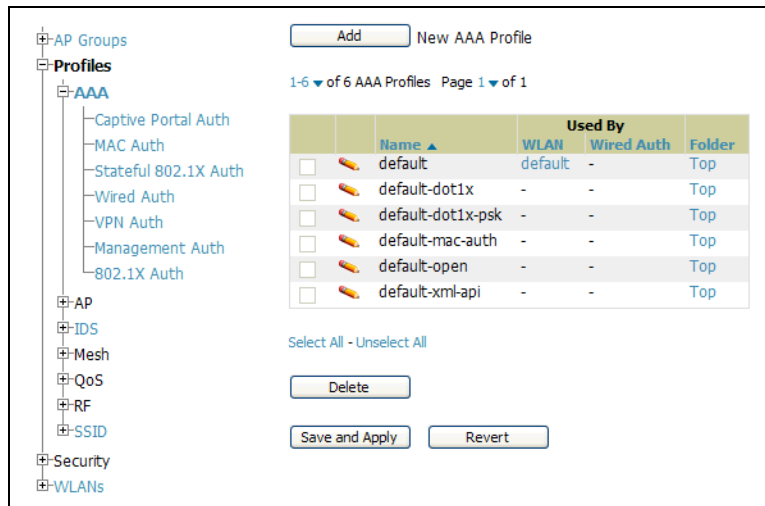 AP Groups
Profiles
AAA
Captive Portal Auth
MAC Auth
Stateful 802.1X Auth
Wired Auth
VPN Auth
Management Auth
802.1X Auth
AP
IDS
Mesh
QoS
RF
SSID
Security
WLANs
Add New AAA Profile
1-6 of 6 AAA Profiles Page 1 of 1
Used By
Name WLAN Wired Auth Folder
default default - Top
default-dot1x - - Top
default-dot1x-psk - - Top
default-mac-auth - - Top
default-open - - Top
default-xml-api - - Top
Select All - Unselect All
Delete
Save and Apply Revert